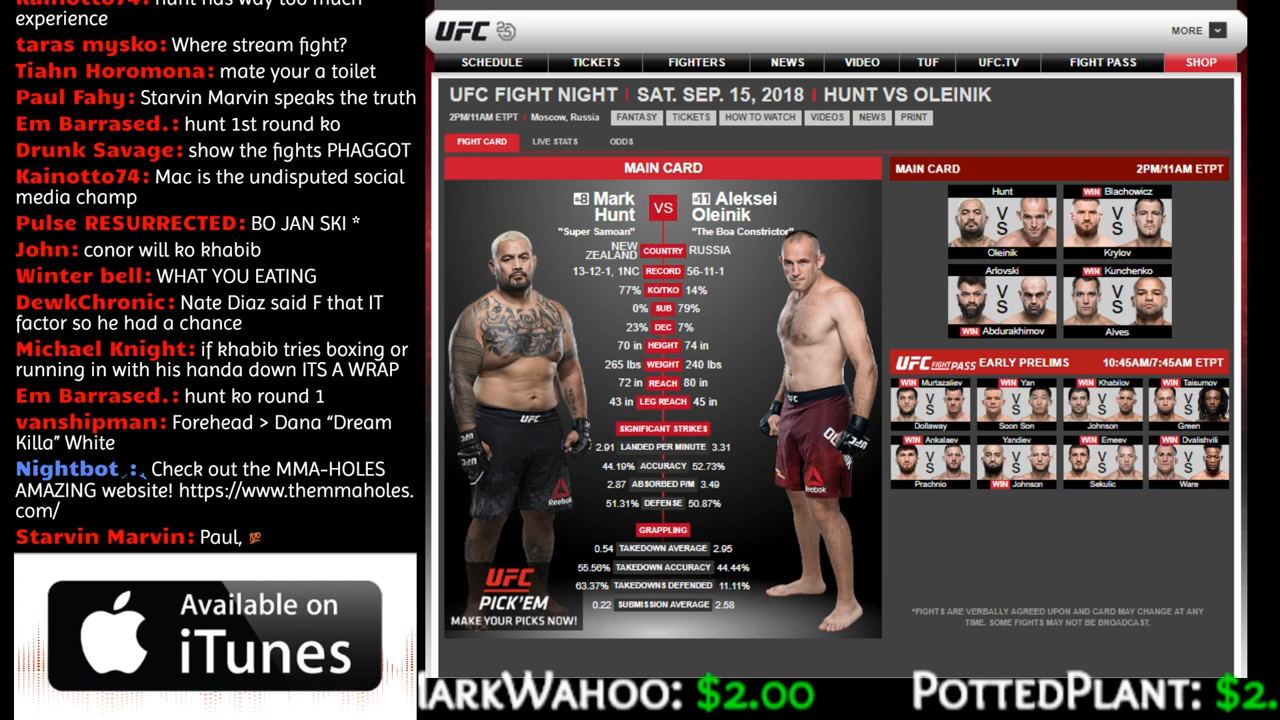 Kainotto74: hunt has way too much
experience
taras mysko: Where stream fight?
Tiahn Horomona: mate your a toilet
Paul Fahy: Starvin Marvin speaks the truth
Em Barrased.: hunt 1st round ko
Drunk Savage: show the fights PHAGGOT
Kainotto74: Mac is the undisputed social
media champ
Pulse RESURRECTED: BO JAN SKI *
John: conor will ko khabib
Winter bell: WHAT YOU EATING
DewkChronic: Nate Diaz said F that IT
factor so he had a chance
Michael Knight: if khabib tries boxing or
running in with his handa down ITS A WRAP
Em Barrased.: hunt ko round 1
vanshipman: Forehead > Dana “Dream
Killa” White
Nightbot : Check out the MMA-HOLES
AMAZING website! https://www.themmaholes.
com/
Starvin Marvin: Paul, 💯
Available on
iTunes
UFC 25
MORE
SCHEDULE TICKETS FIGHTERS NEWS VIDEO TUF UFC.TV FIGHT PASS SHOP
UFC FIGHT NIGHT | SAT. SEP. 15, 2018 | HUNT VS OLEINIK
2PM/11AM ETPT | Moscow, Russia FANTASY TICKETS HOW TO WATCH VIDEOS NEWS PRINT
FIGHT CARD LIVE STATS ODDS
MAIN CARD
#8 Mark
Hunt
VS
#11 Aleksei
Oleinik
"Super Samoan" "The Boa Constrictor"
NEW
ZEALAND COUNTRY RUSSIA
13-12-1, 1NC RECORD 56-11-1
77% KO/TKO 14%
0% SUB 79%
23% DEC 7%
70 in HEIGHT 74 in
265 lbs WEIGHT 240 lbs
72 in REACH 80 in
43 in LEG REACH 45 in
SIGNIFICANT STRIKES
2.91 LANDED PER MINUTE 3.31
44.19% ACCURACY 52.73%
2.87 ABSORBED P/M 3.49
51.31% DEFENSE 50.87%
GRAPPLING
0.54 TAKEDOWN AVERAGE 2.95
55.56% TAKEDOWN ACCURACY 44.44%
63.37% TAKEDOWNS DEFENDED 11.11%
0.22 SUBMISSION AVERAGE 2.58
UFC
Reebok
OL
Reebok
UFC
PICK'EM
MAKE YOUR PICKS NOW!
MAIN CARD 2PM/11AM ETPT
Hunt WIN Blachowicz
VS VS
Oleinik Krylov
Arlovski WIN Kunchenko
VS VS
WIN Abdurakhimov Alves
UFC FIGHT PASS EARLY PRELIMS 10:45AM/7:45AM ETPT
WIN Murtazaliev WIN Yan WIN Khabilov WIN Taisumov
VS VS VS VS
Dollaway Soon Son Johnson Green
WIN Ankalaev Yandiev WIN Emeev WIN Dvalishvili
VS VS VS VS
Prachnio WIN Johnson Sekulic Ware
*FIGHTS ARE VERBALLY AGREED UPON AND CARD MAY CHANGE AT ANY
TIME. SOME FIGHTS MAY NOT BE BROADCAST.
MARKWAHOO: $2.00 POTTEDPLANT: $2.